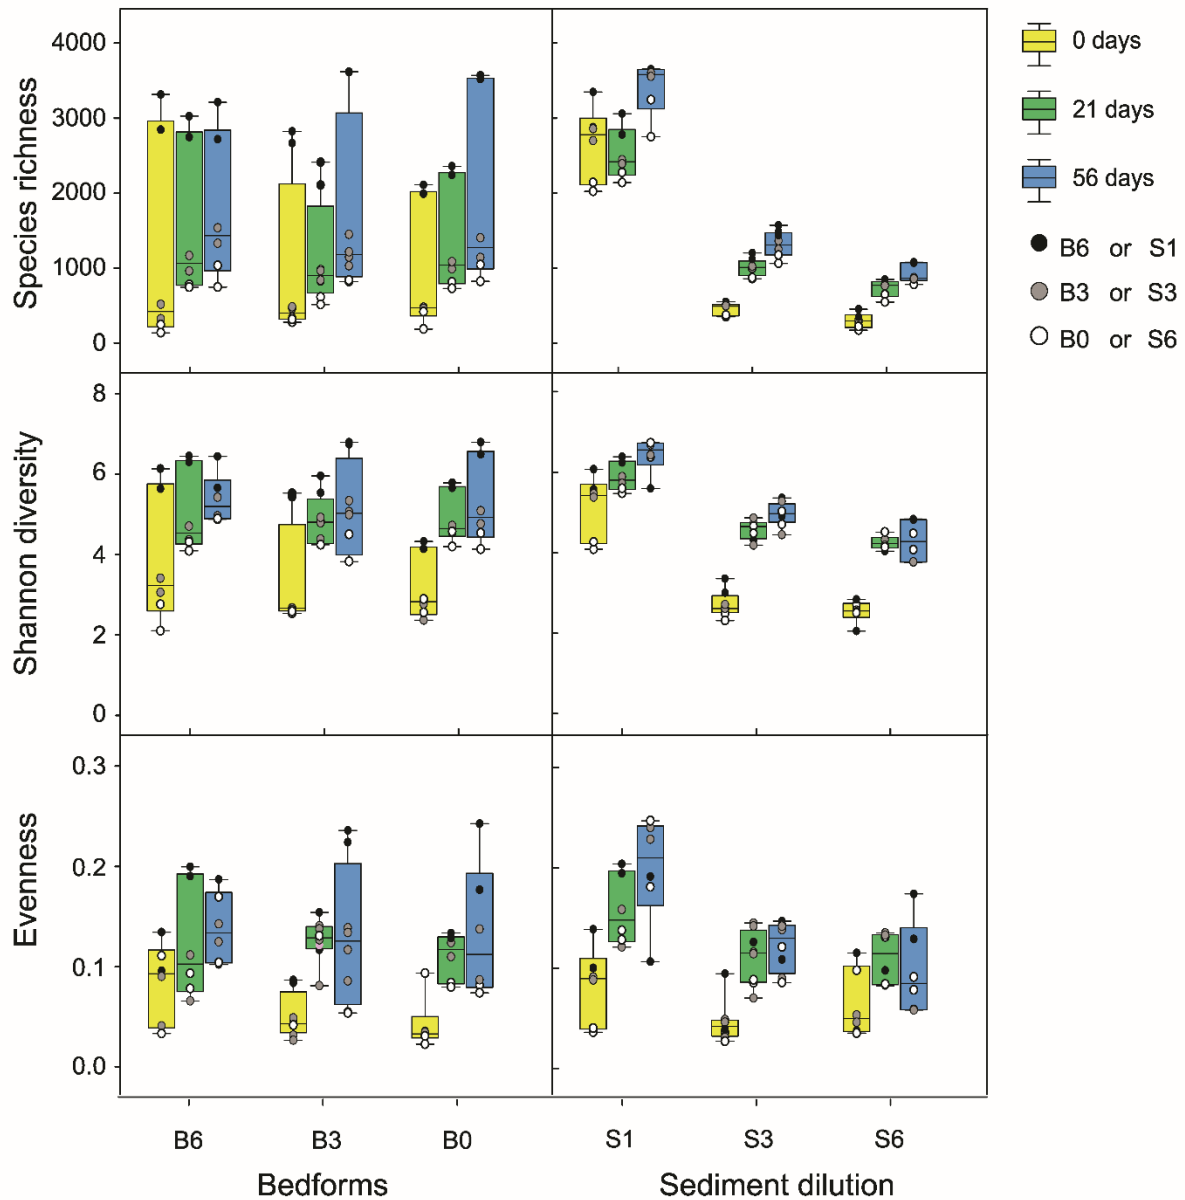 Species richness
4000
3000
2000
1000
0
Shannon diversity
8
6
4
2
0
Evenness
0.3
0.2
0.1
0.0
B6 B3 B0 S1 S3 S6
Bedforms Sediment dilution
0 days
21 days
56 days
B6 or S1
B3 or S3
B0 or S6